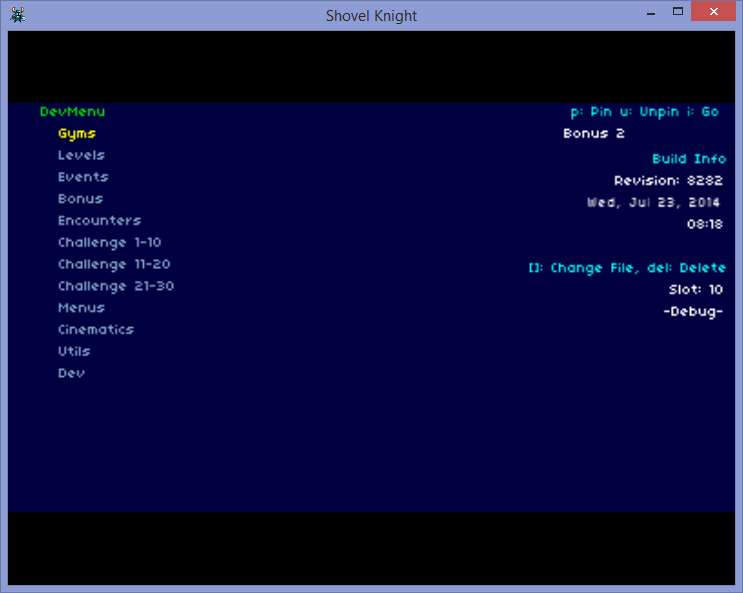 Shovel Knight
DevMenu
Gyms
Levels
Events
Bonus
Encounters
Challenge 1-10
Challenge 11-20
Challenge 21-30
Menus
Cinematics
Utils
Dev
p: Pin u: Unpin i: Go
Bonus 2
Build Info
Revision: 8282
Wed, Jul 23, 2014
08:18
[]: Change File, del: Delete
Slot: 10
-Debug-